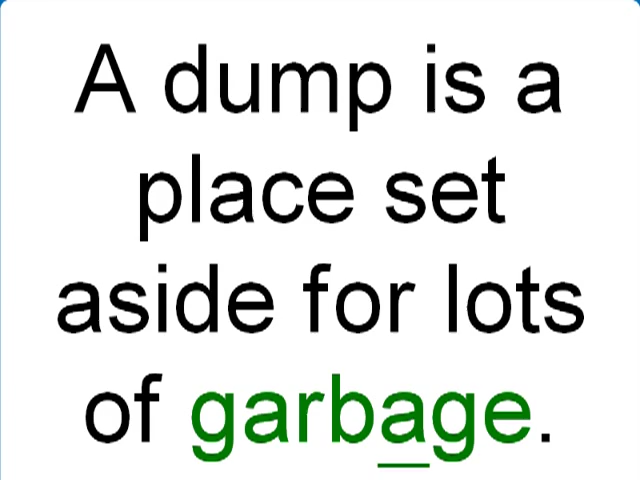 A dump is a
place set
aside for lots
of garbage.